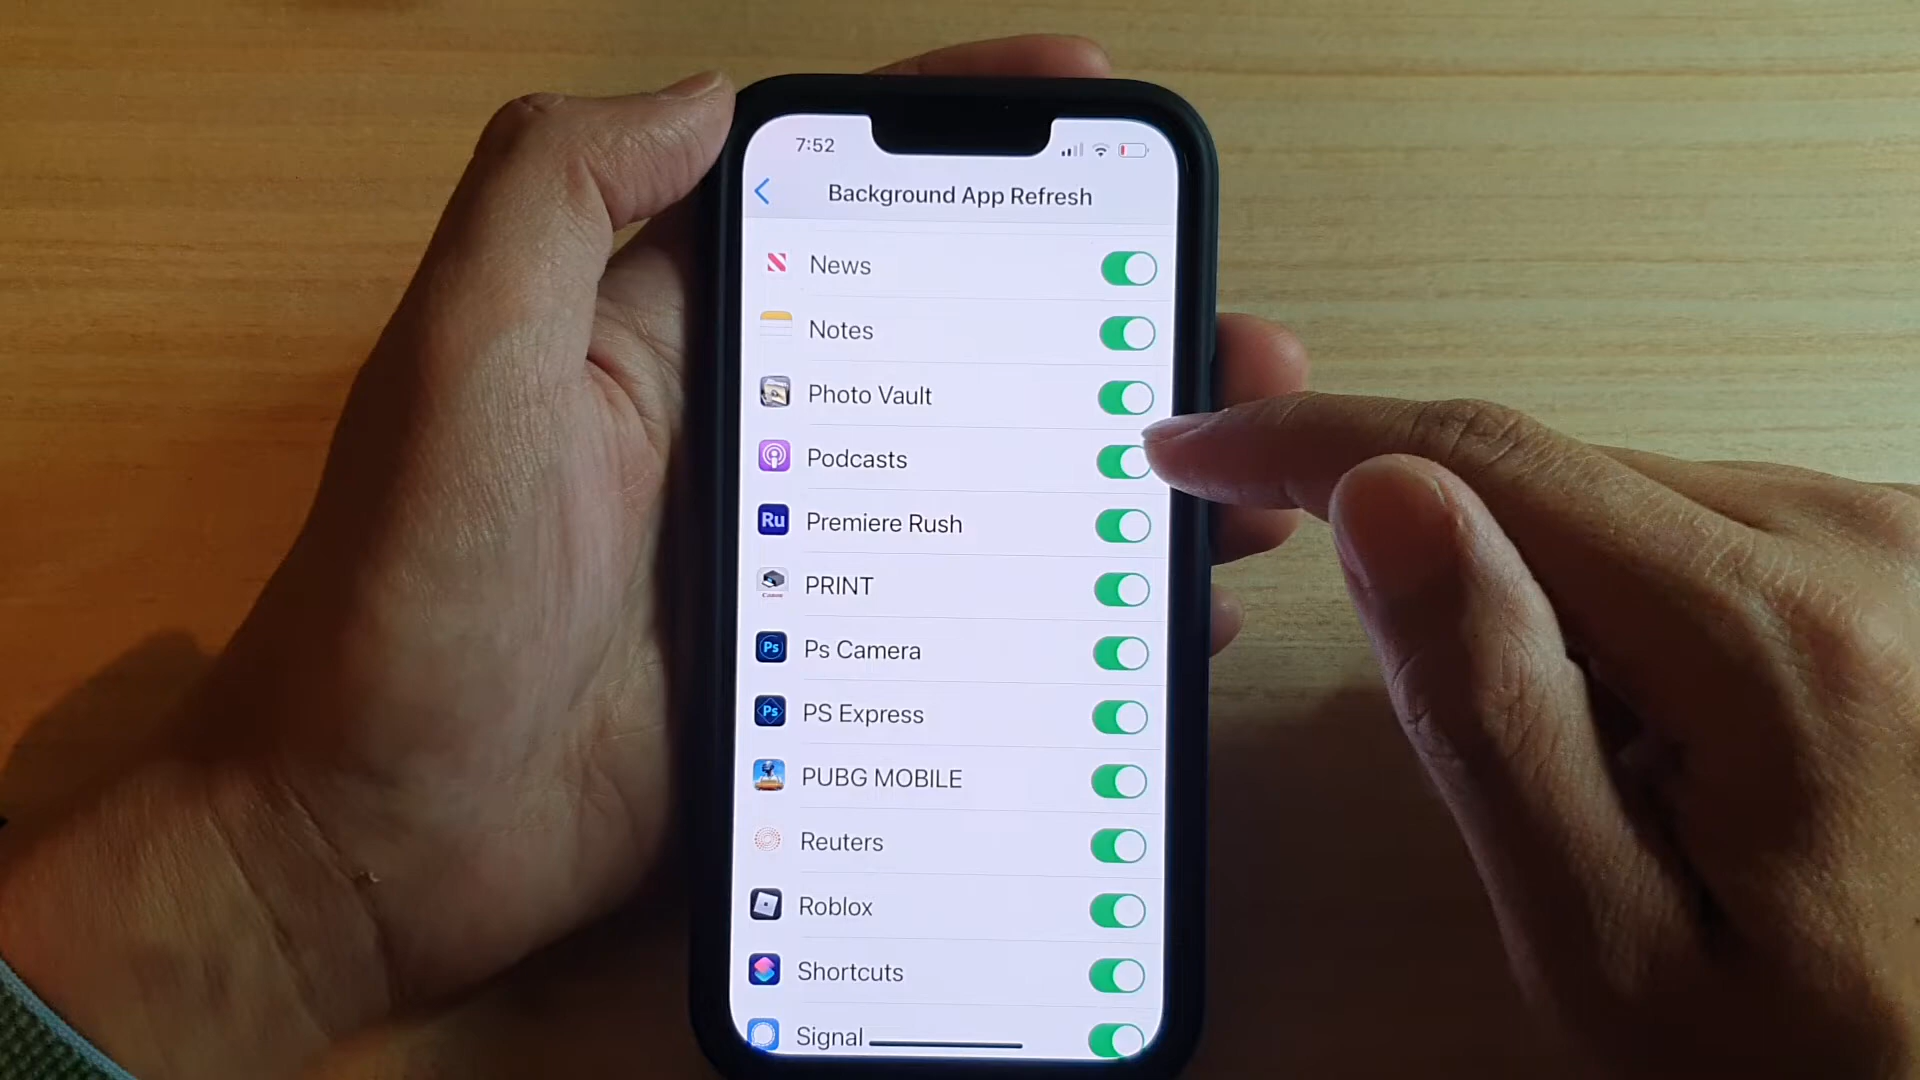 7:52
Background App Refresh
News
Notes
Photo Vault
Podcasts
Ru Premiere Rush
Canon PRINT
Ps Ps Camera
Ps PS Express
PUBG MOBILE
Reuters
Roblox
Shortcuts
Signal